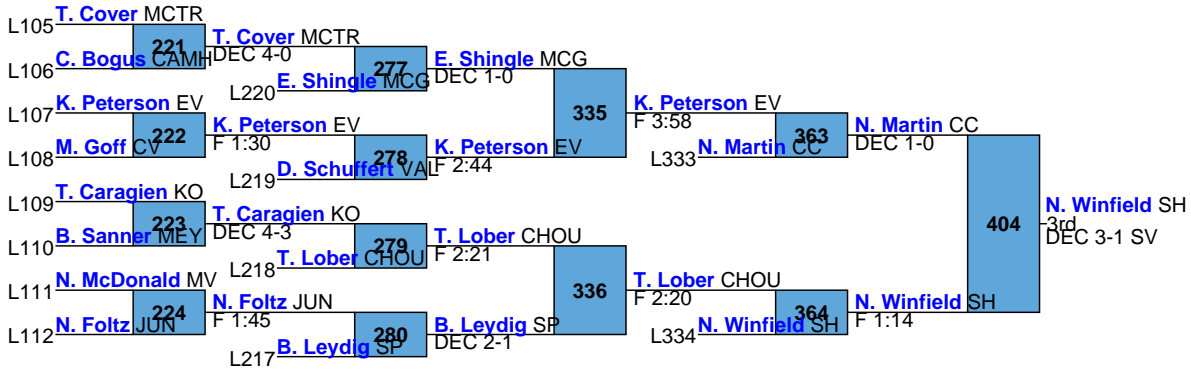 T. Cover MCTR
L105
221
T. Cover MCTR
DEC 4-0
C. Bogus CAMH
L106
277
E. Shingle MCG
DEC 1-0
E. Shingle MCG
L220
335
K. Peterson EV
F 3:58
K. Peterson EV
L107
222
K. Peterson EV
F 1:30
M. Goff CV
L108
278
K. Peterson EV
F 2:44
D. Schuffert VAL
L219
363
N. Martin CC
DEC 1-0
N. Martin CC
L333
T. Caragien KO
L109
223
T. Caragien KO
DEC 4-3
B. Sanner MEY
L110
279
T. Lober CHOU
F 2:21
T. Lober CHOU
L218
404
N. Winfield SH
3rd
DEC 3-1 SV
N. McDonald MV
L111
224
N. Foltz JUN
F 1:45
N. Foltz JUN
L112
280
B. Leydig SP
DEC 2-1
B. Leydig SP
L217
336
T. Lober CHOU
F 2:20
364
N. Winfield SH
F 1:14
N. Winfield SH
L334